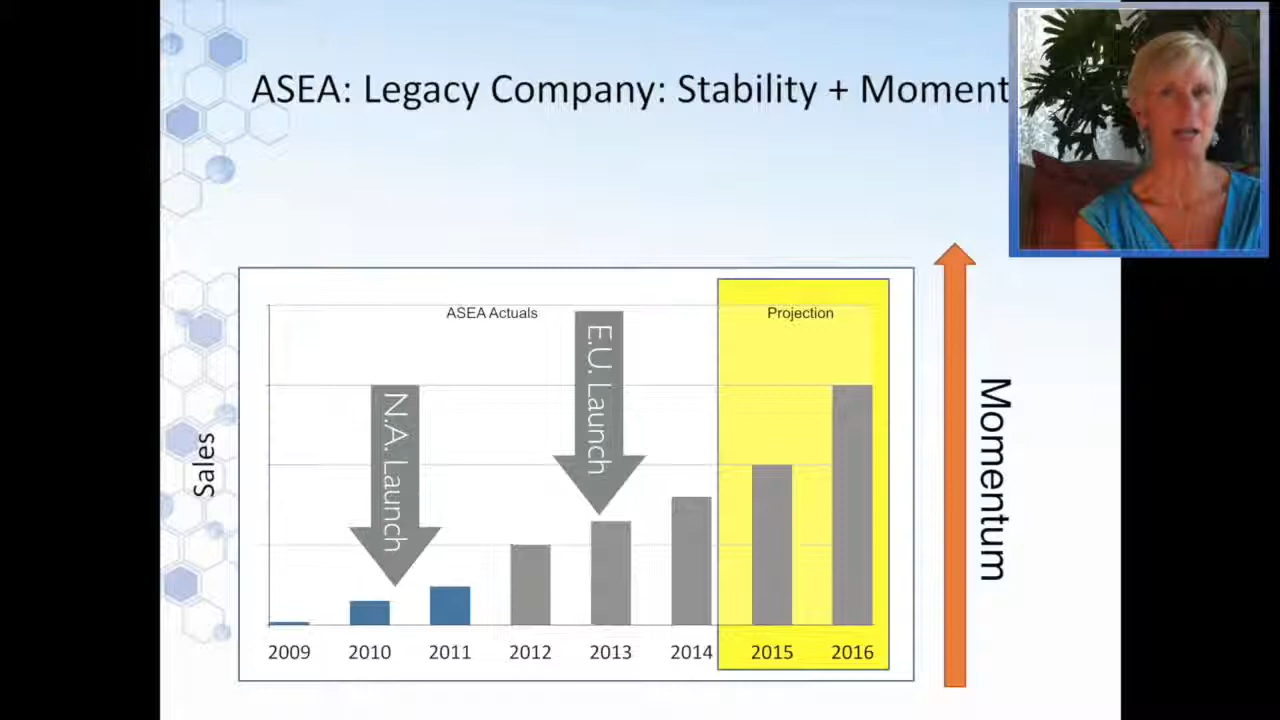 ASEA: Legacy Company: Stability + Moment
ASEA Actuals
Projection
N.A. Launch
E.U. Launch
Sales
Momentum
2009 2010 2011 2012 2013 2014 2015 2016